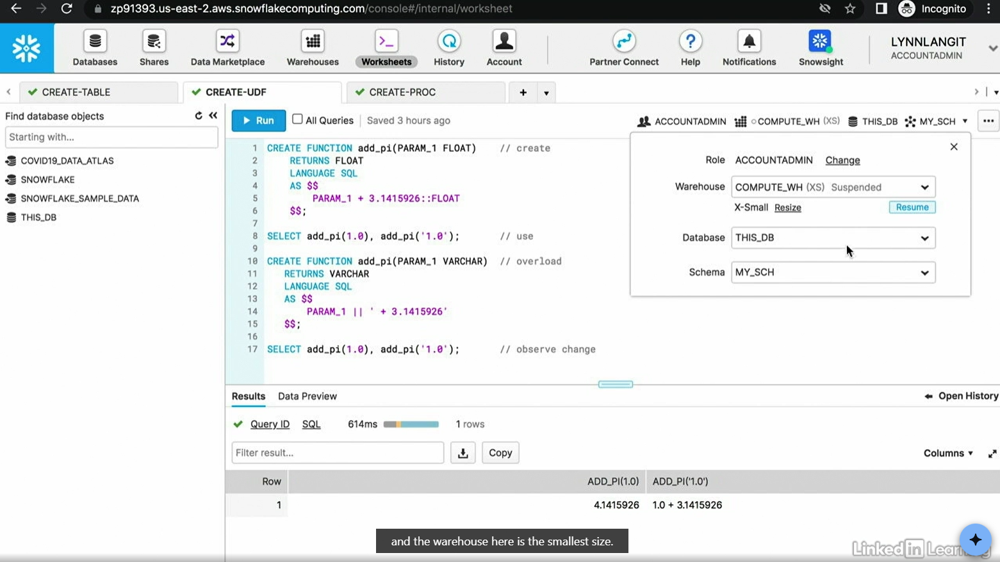 zp91393.us-east-2.aws.snowflakecomputing.com/console#/internal/worksheet
Incognito
Databases
Shares
Data Marketplace
Warehouses
Worksheets
History
Account
Partner Connect
Help
Notifications
Snowsight
LYNNLANGIT
ACCOUNTADMIN
CREATE-TABLE
CREATE-UDF
CREATE-PROC
+
Find database objects
Starting with...
COVID19_DATA_ATLAS
SNOWFLAKE
SNOWFLAKE_SAMPLE_DATA
THIS_DB
Run
All Queries
Saved 3 hours ago
ACCOUNTADMIN
COMPUTE_WH (XS)
THIS_DB
MY_SCH
...
1 CREATE FUNCTION add_pi(PARAM_1 FLOAT) // create
2 RETURNS FLOAT
3 LANGUAGE SQL
4 AS $$
5 PARAM_1 + 3.1415926::FLOAT
6 $$;
7
8 SELECT add_pi(1.0), add_pi('1.0'); // use
9
10 CREATE FUNCTION add_pi(PARAM_1 VARCHAR) // overload
11 RETURNS VARCHAR
12 LANGUAGE SQL
13 AS $$
14 PARAM_1 || ' + 3.1415926'
15 $$;
16
17 SELECT add_pi(1.0), add_pi('1.0'); // observe change
Role ACCOUNTADMIN Change
Warehouse COMPUTE_WH (XS) Suspended
X-Small Resize Resume
Database THIS_DB
Schema MY_SCH
Results
Data Preview
Open History
Query ID SQL 614ms 1 rows
Filter result...
Copy
Columns
Row ADD_PI(1.0) ADD_PI('1.0')
1 4.1415926 1.0 + 3.1415926
and the warehouse here is the smallest size.
LinkedIn Learning